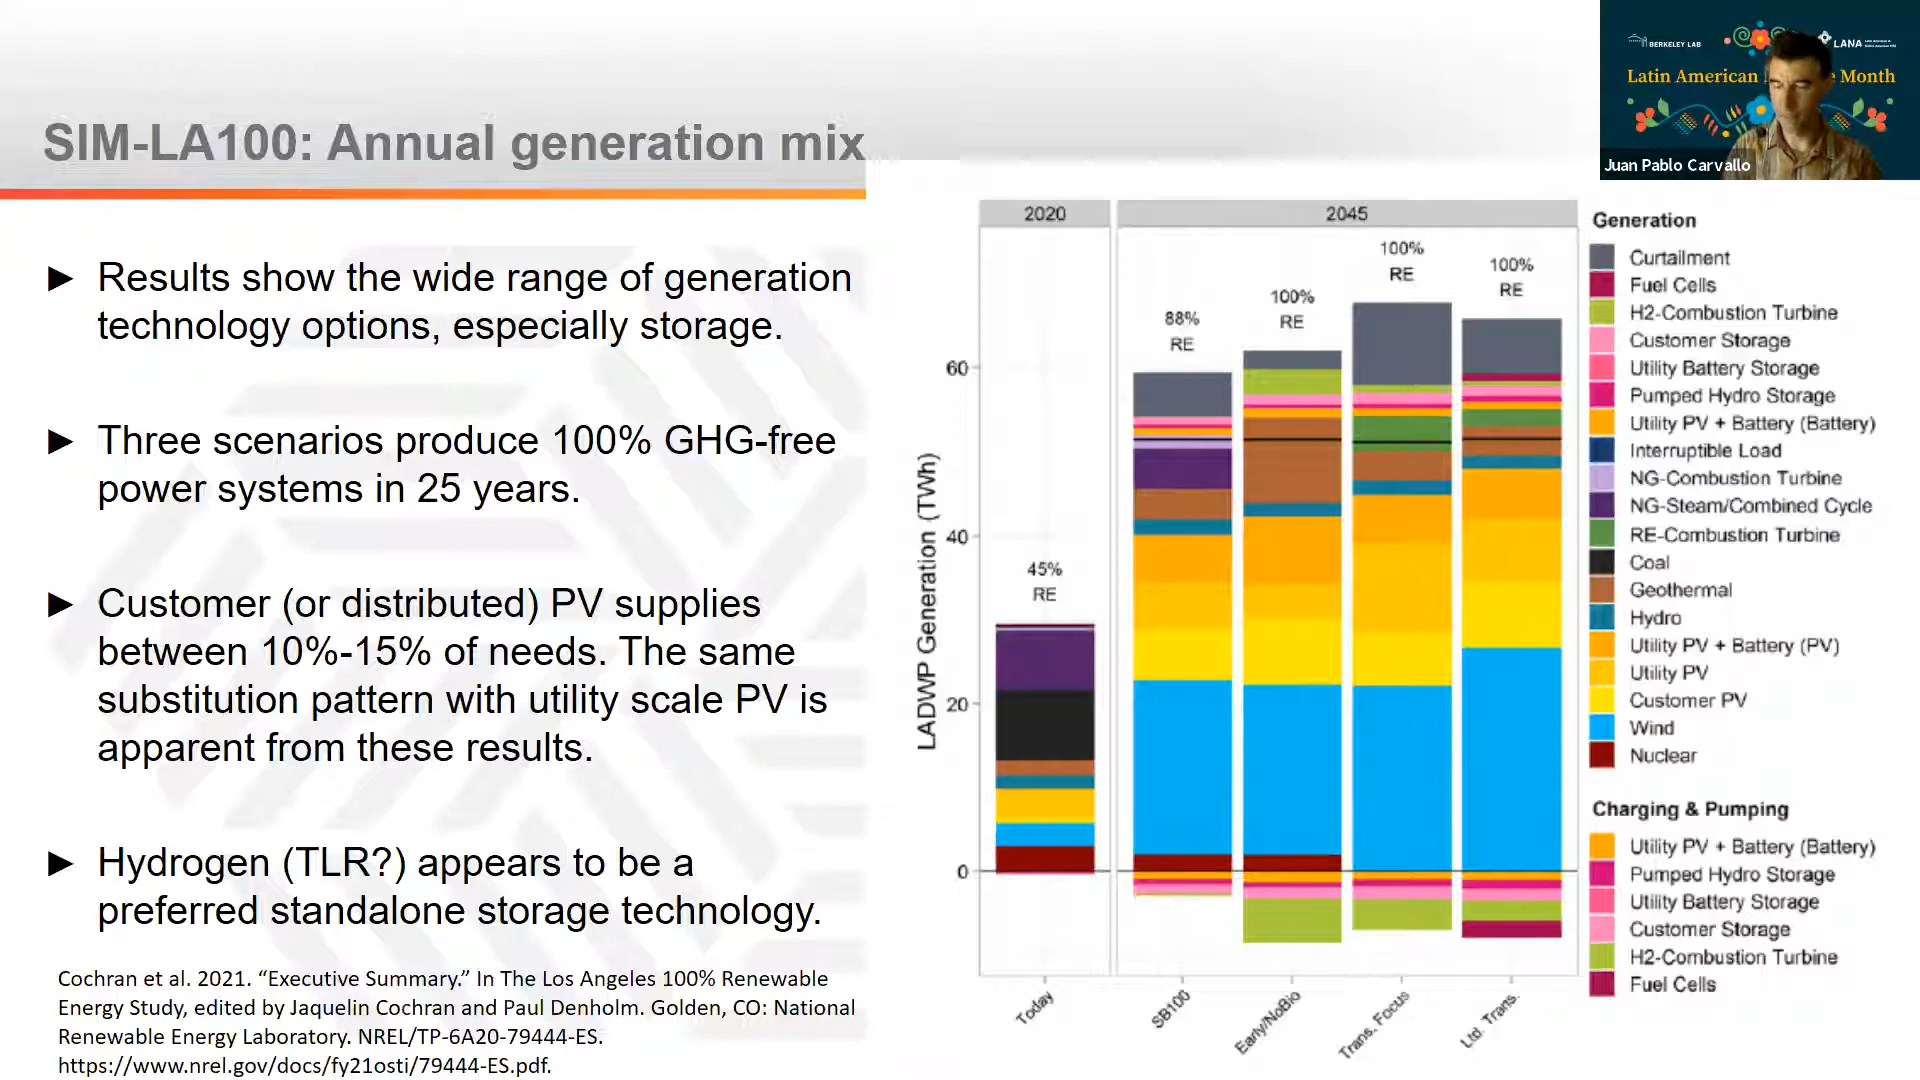 BERKELEY LAB
LANA
Latin American
e Month
Juan Pablo Carvallo
SIM-LA100: Annual generation mix
► Results show the wide range of generation
technology options, especially storage.
► Three scenarios produce 100% GHG-free
power systems in 25 years.
► Customer (or distributed) PV supplies
between 10%-15% of needs. The same
substitution pattern with utility scale PV is
apparent from these results.
► Hydrogen (TLR?) appears to be a
preferred standalone storage technology.
Cochran et al. 2021. “Executive Summary.” In The Los Angeles 100% Renewable
Energy Study, edited by Jaquelin Cochran and Paul Denholm. Golden, CO: National
Renewable Energy Laboratory. NREL/TP-6A20-79444-ES.
https://www.nrel.gov/docs/fy21osti/79444-ES.pdf.
2020
2045
45%
RE
88%
RE
100%
RE
100%
RE
100%
RE
LADWP Generation (TWh)
60
40
20
0
Today
SB100
Early/NoBio
Trans. Focus
Ltd. Trans.
Generation
Curtailment
Fuel Cells
H2-Combustion Turbine
Customer Storage
Utility Battery Storage
Pumped Hydro Storage
Utility PV + Battery (Battery)
Interruptible Load
NG-Combustion Turbine
NG-Steam/Combined Cycle
RE-Combustion Turbine
Coal
Geothermal
Hydro
Utility PV + Battery (PV)
Utility PV
Customer PV
Wind
Nuclear
Charging & Pumping
Utility PV + Battery (Battery)
Pumped Hydro Storage
Utility Battery Storage
Customer Storage
H2-Combustion Turbine
Fuel Cells